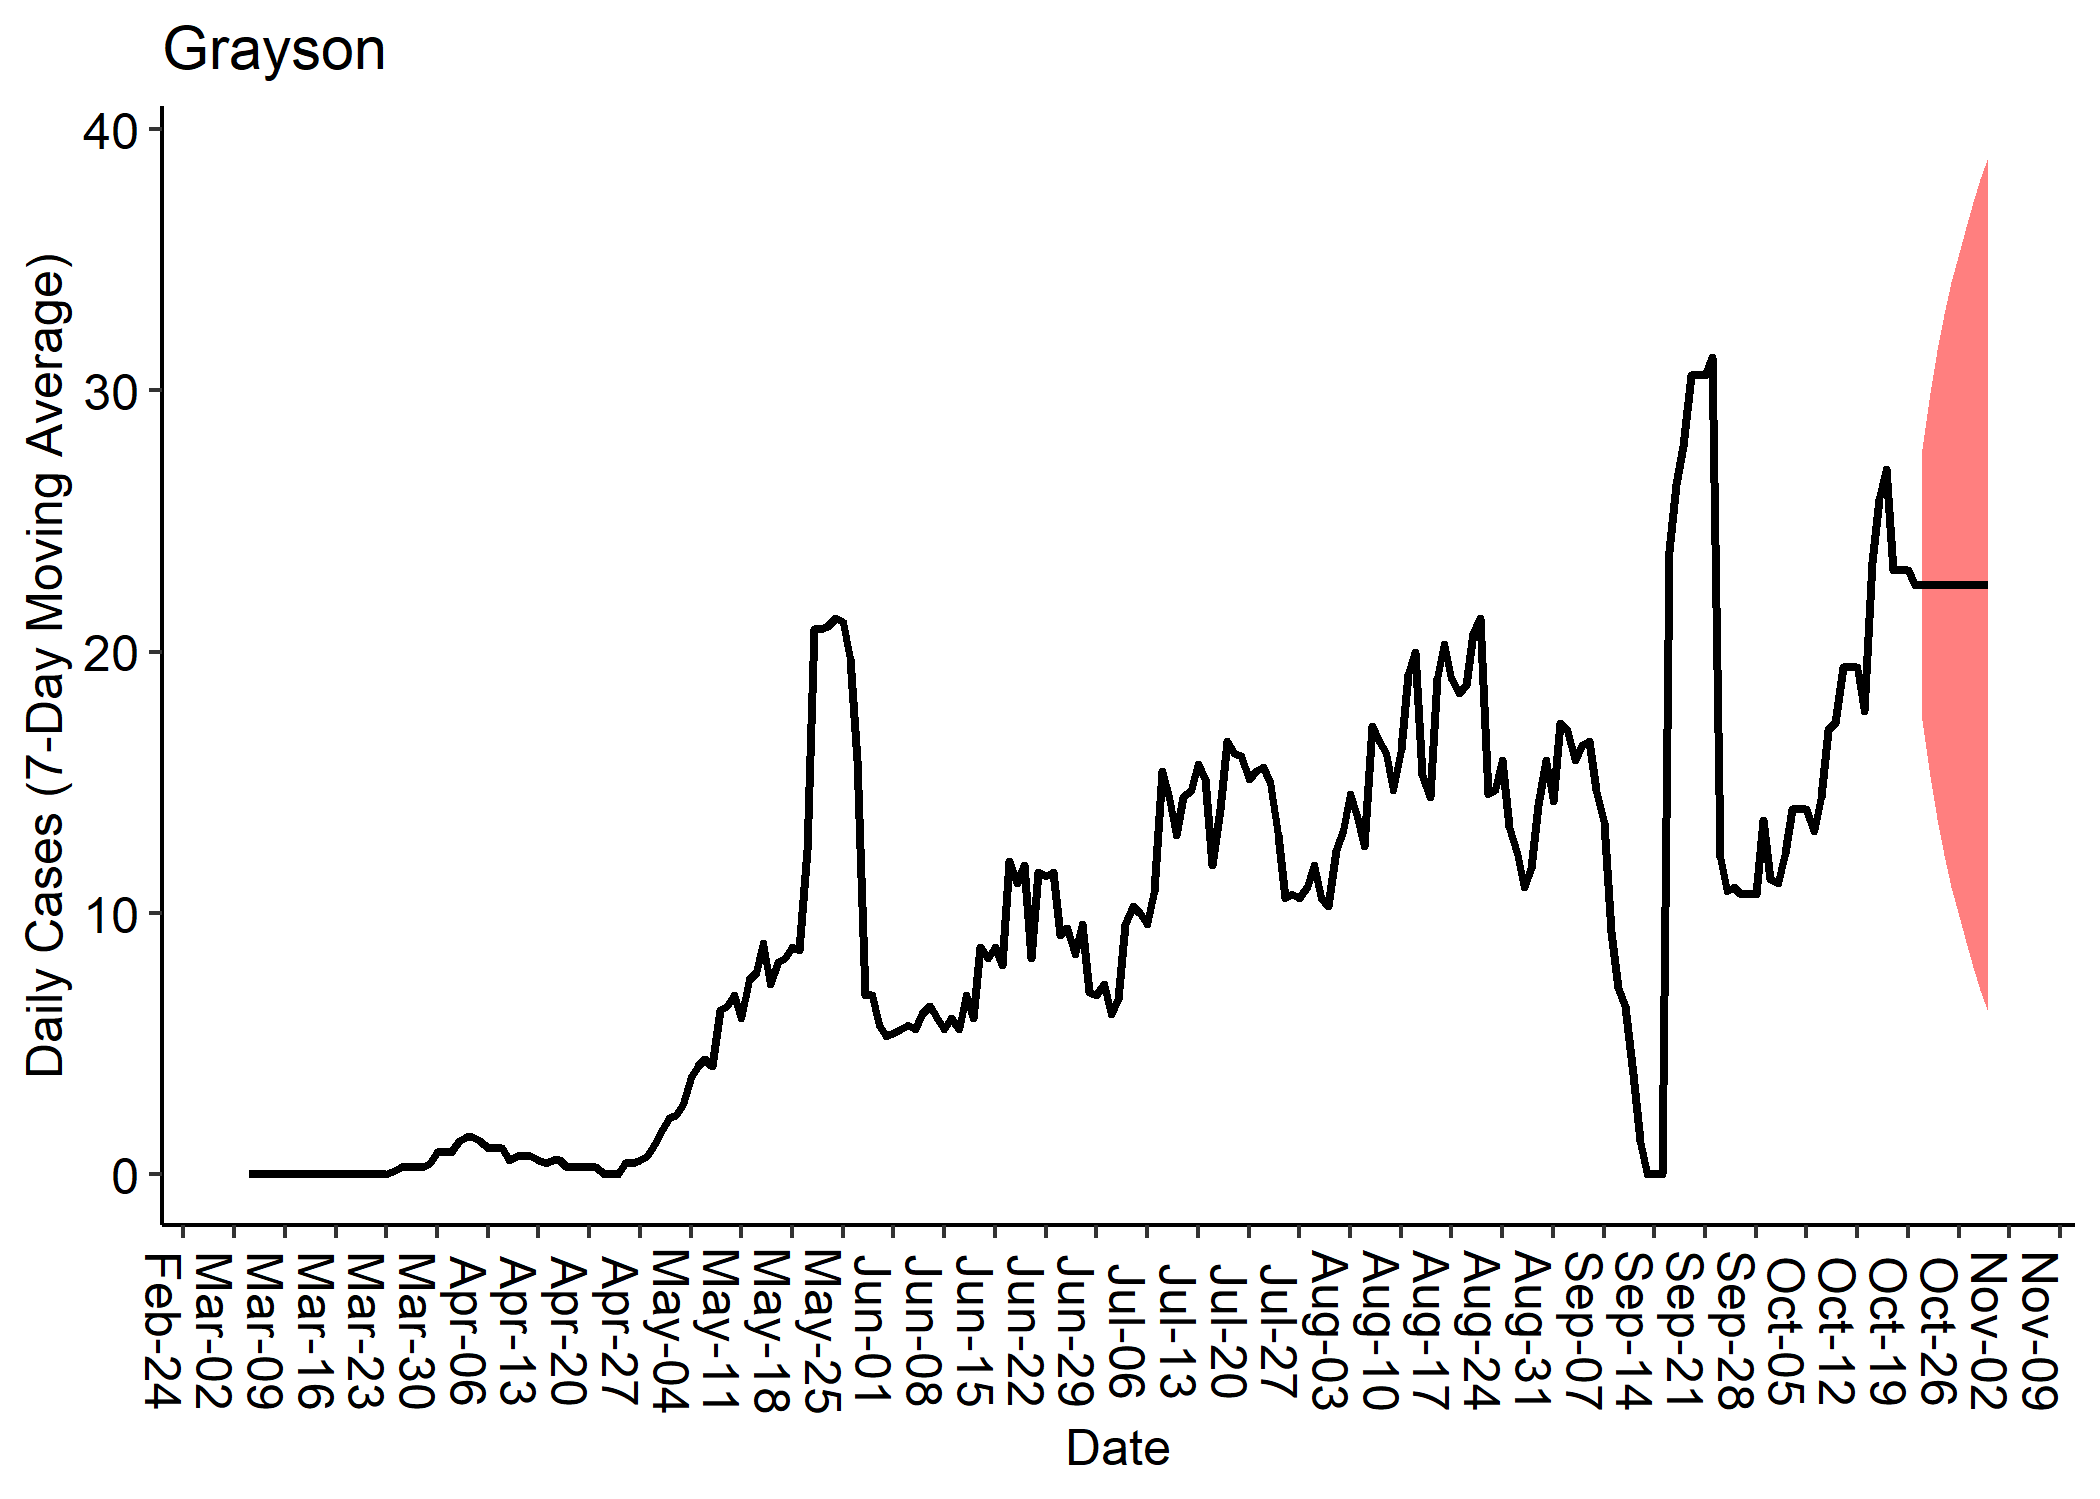 Grayson
Daily Cases (7-Day Moving Average)
40
30
20
10
0
Feb-24
Mar-02
Mar-09
Mar-16
Mar-23
Mar-30
Apr-06
Apr-13
Apr-20
Apr-27
May-04
May-11
May-18
May-25
Jun-01
Jun-08
Jun-15
Jun-22
Jun-29
Jul-06
Jul-13
Jul-20
Jul-27
Aug-03
Aug-10
Aug-17
Aug-24
Aug-31
Sep-07
Sep-14
Sep-21
Sep-28
Oct-05
Oct-12
Oct-19
Oct-26
Nov-02
Nov-09
Date